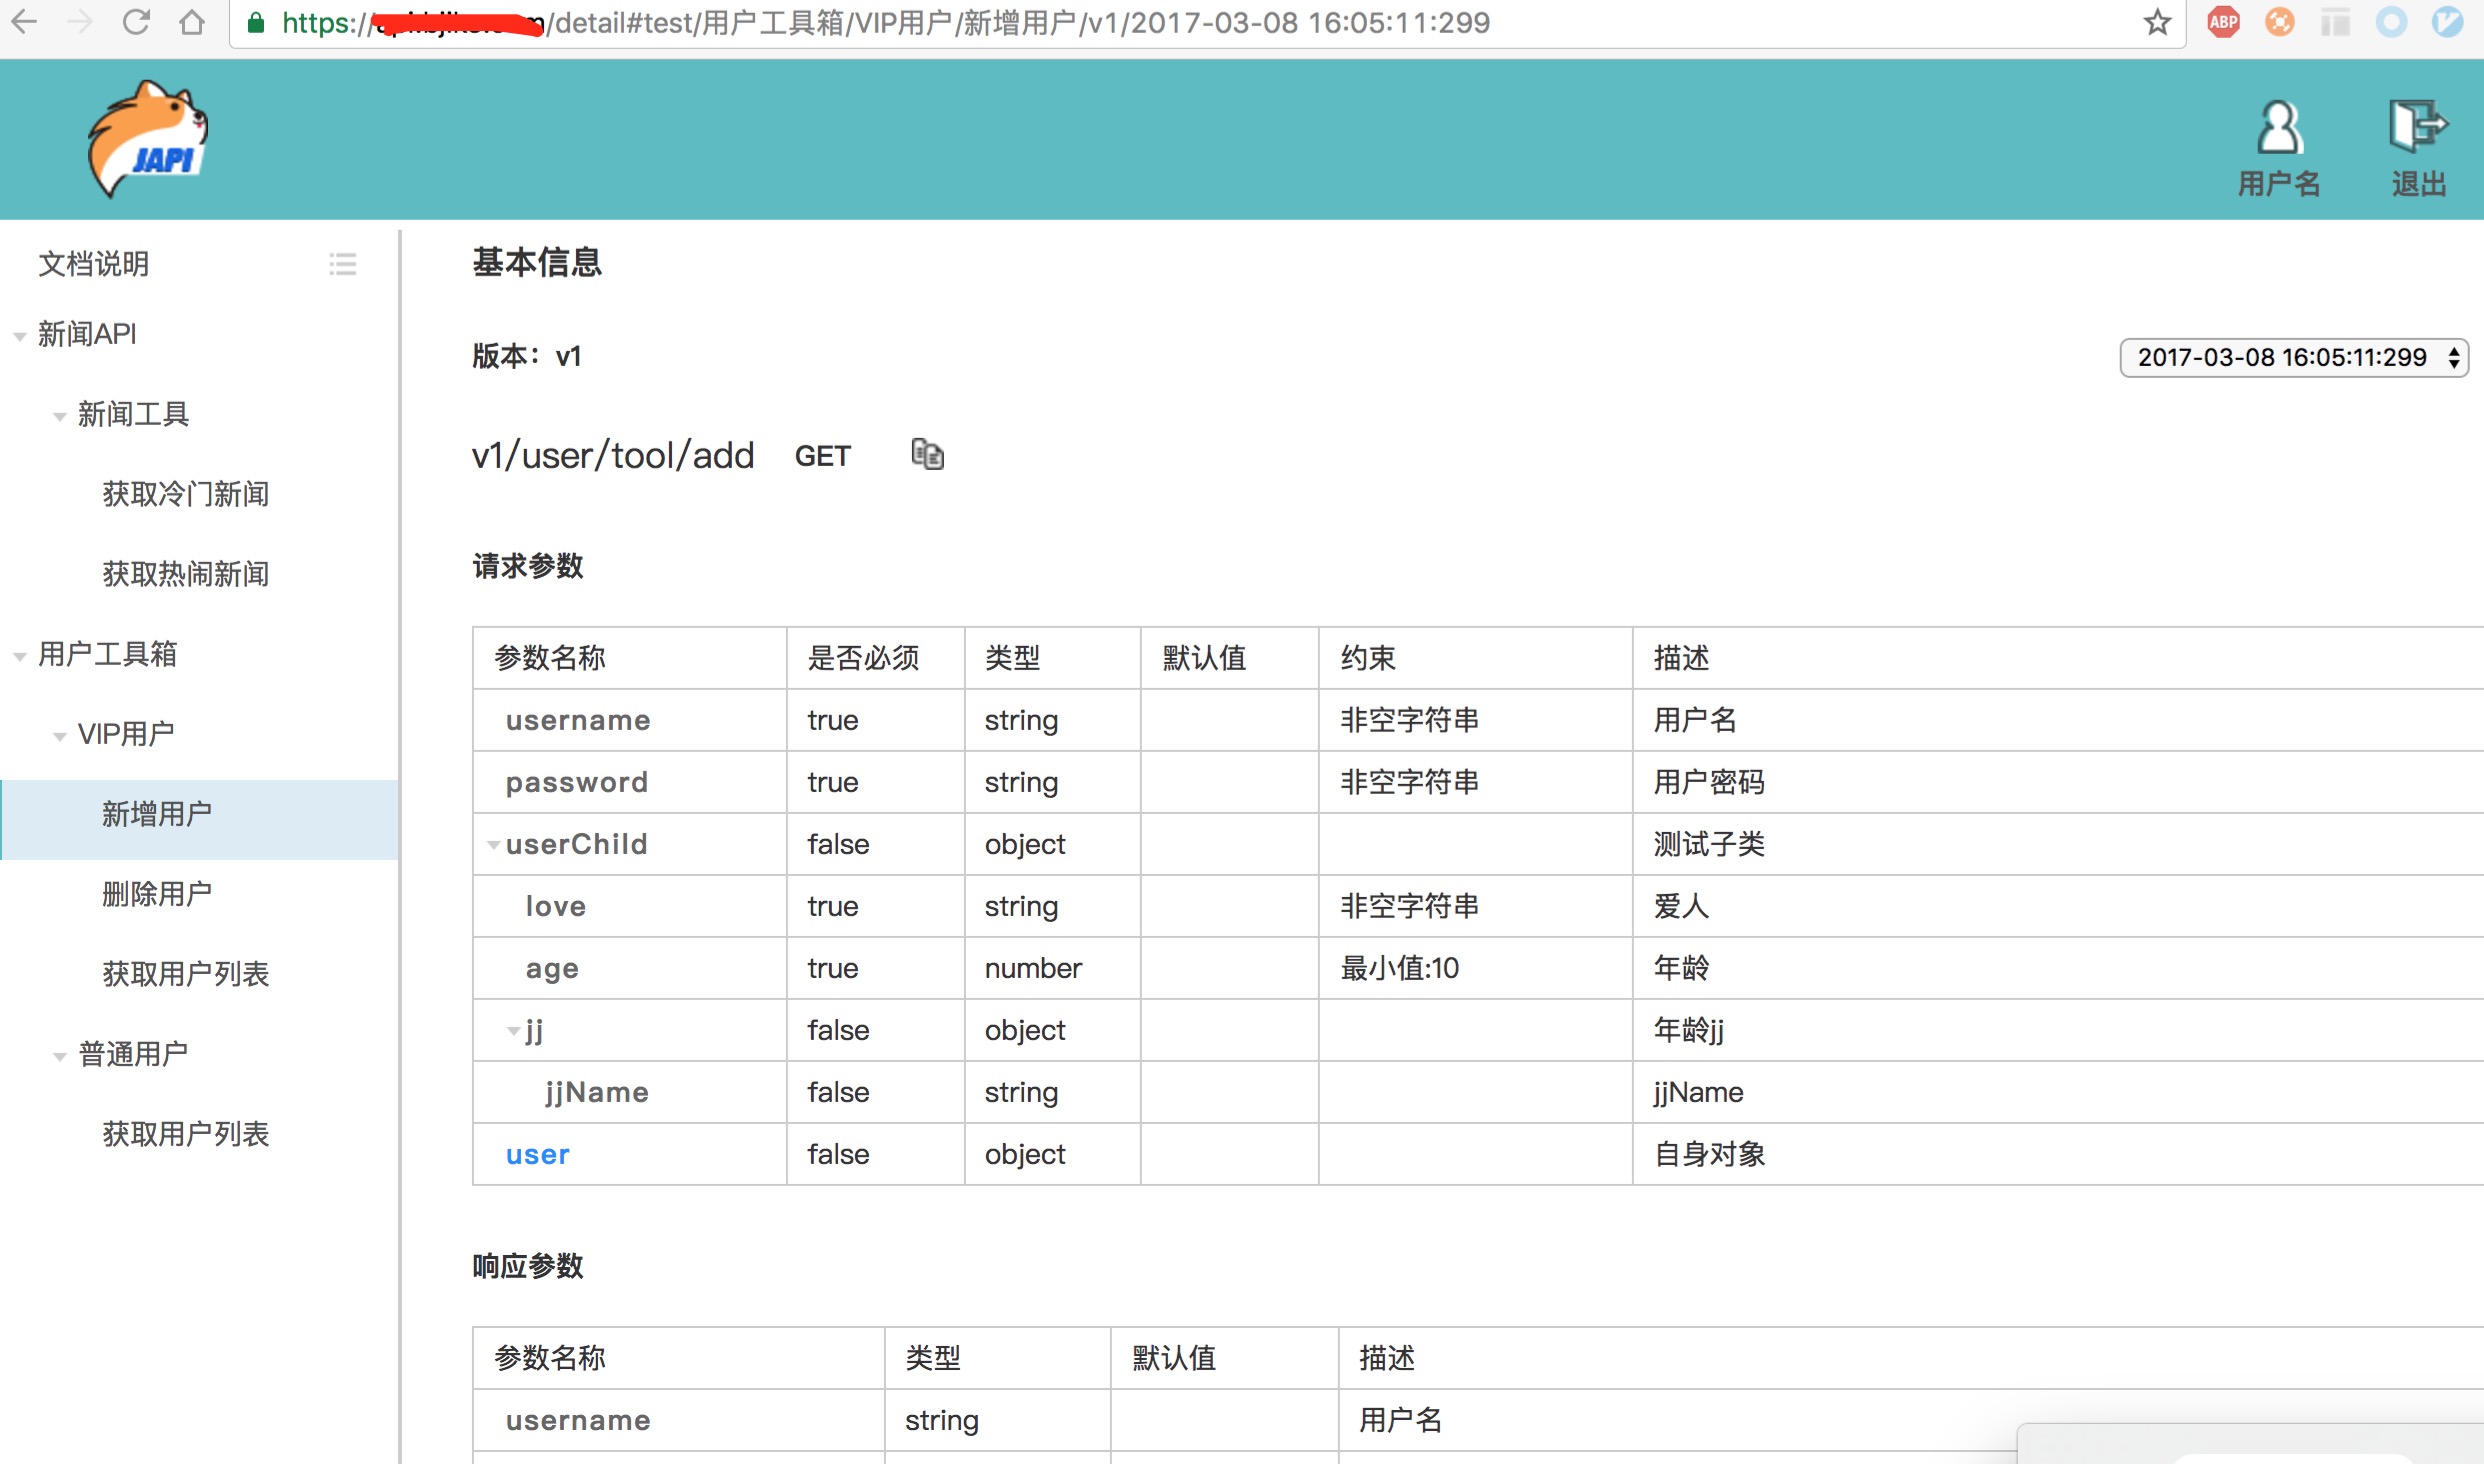 https:// /detail#test/用户工具箱/VIP用户/新增用户/v1/2017-03-08 16:05:11:299
ABP
JAPI
用户名 退出
文档说明
新闻API
新闻工具
获取冷门新闻
获取热闹新闻
用户工具箱
VIP用户
新增用户
删除用户
获取用户列表
普通用户
获取用户列表
基本信息
版本：v1 2017-03-08 16:05:11:299
v1/user/tool/add GET
请求参数
参数名称 是否必须 类型 默认值 约束 描述
username true string 非空字符串 用户名
password true string 非空字符串 用户密码
userChild false object 测试子类
love true string 非空字符串 爱人
age true number 最小值:10 年龄
jj false object 年龄jj
jjName false string jjName
user false object 自身对象
响应参数
参数名称 类型 默认值 描述
username string 用户名